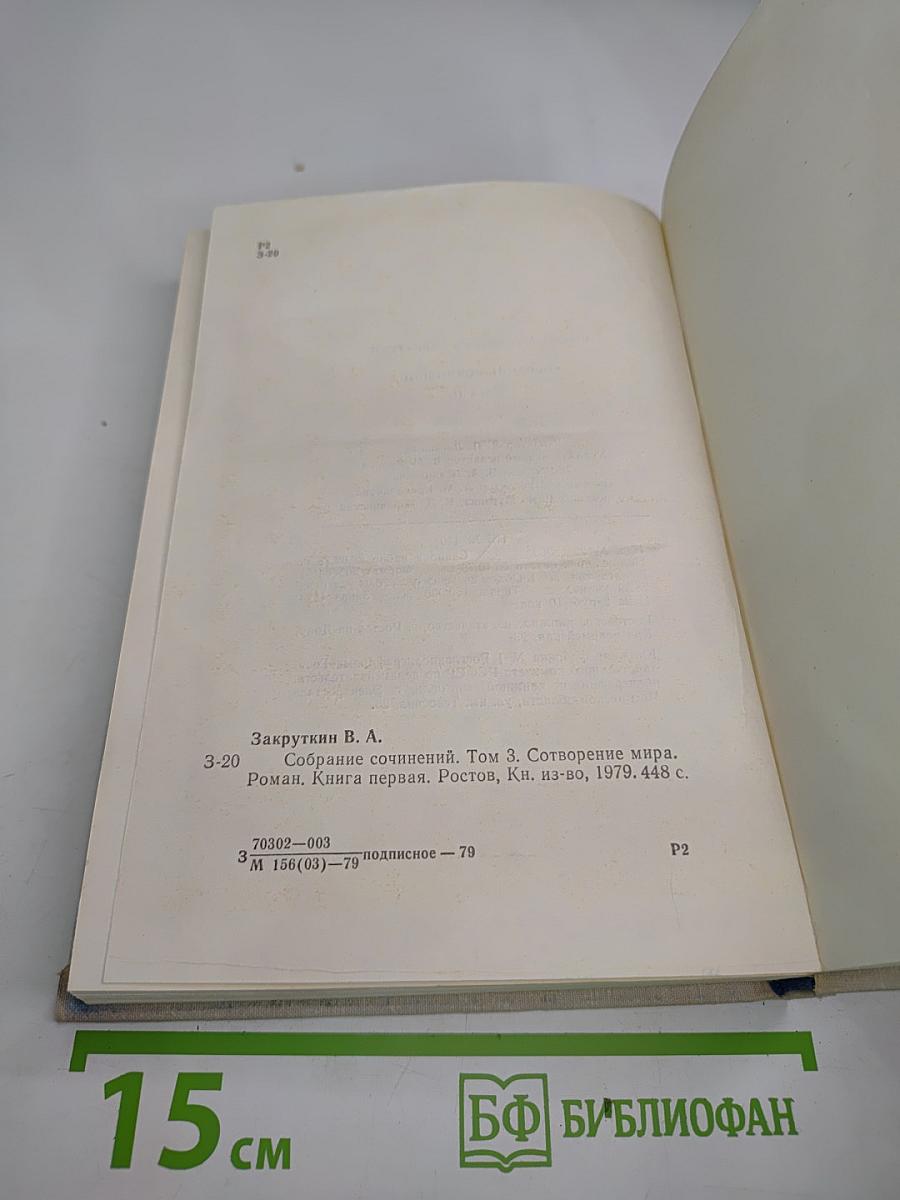 Р2
З-20
Закруткин В. А.
З-20 Собрание сочинений. Том 3. Сотворение мира.
Роман. Книга первая. Ростов, Кн. из-во, 1979. 448 с.
70302—003
З М 156(03)—79 подписное — 79 Р2
15 см БФ БИБЛИОФАН